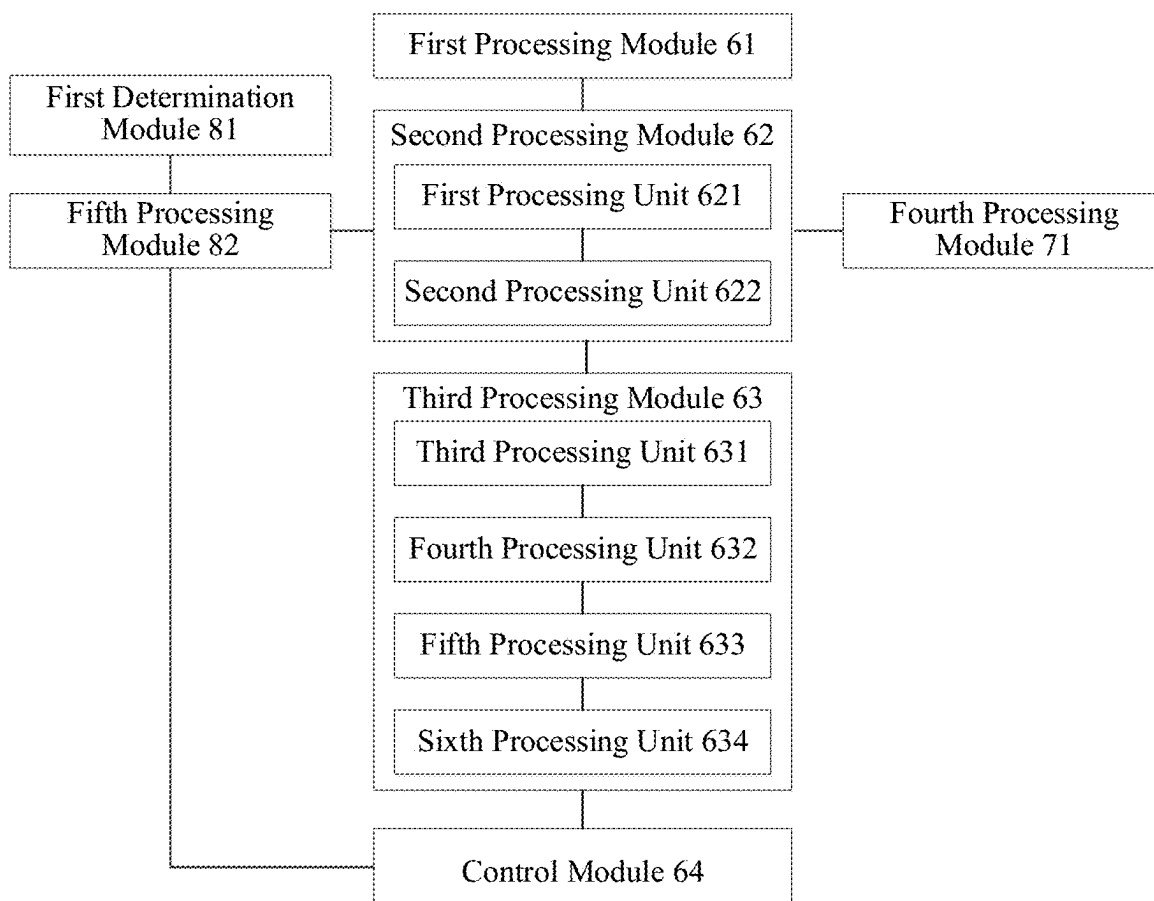 First Processing Module 61
First Determination
Module 81
Second Processing Module 62
First Processing Unit 621
Fifth Processing
Module 82
Fourth Processing
Module 71
Second Processing Unit 622
Third Processing Module 63
Third Processing Unit 631
Fourth Processing Unit 632
Fifth Processing Unit 633
Sixth Processing Unit 634
Control Module 64